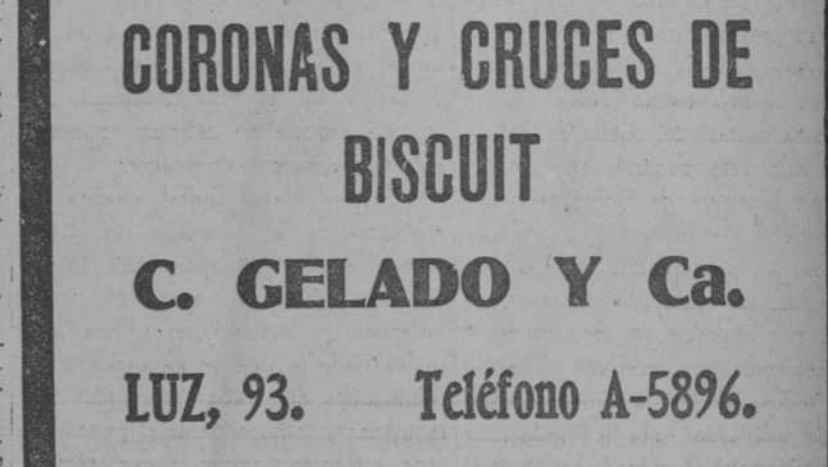 CORONAS Y CRUCES DE
BISCUIT
C. GELADO Y Ca.
LUZ, 93. Teléfono A-5896.